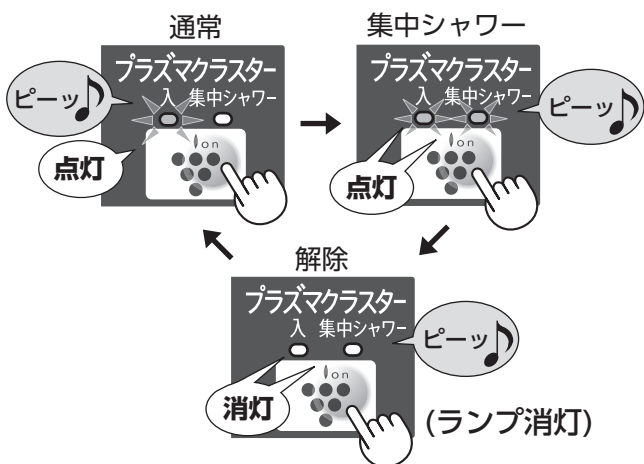 通常
プラズマクラスター
入 集中シャワー
ピーッ
点灯
Ion
集中シャワー
プラズマクラスター
入 集中シャワー
ピーッ
点灯
Ion
解除
プラズマクラスター
入 集中シャワー
ピーッ
消灯
Ion
(ランプ消灯)